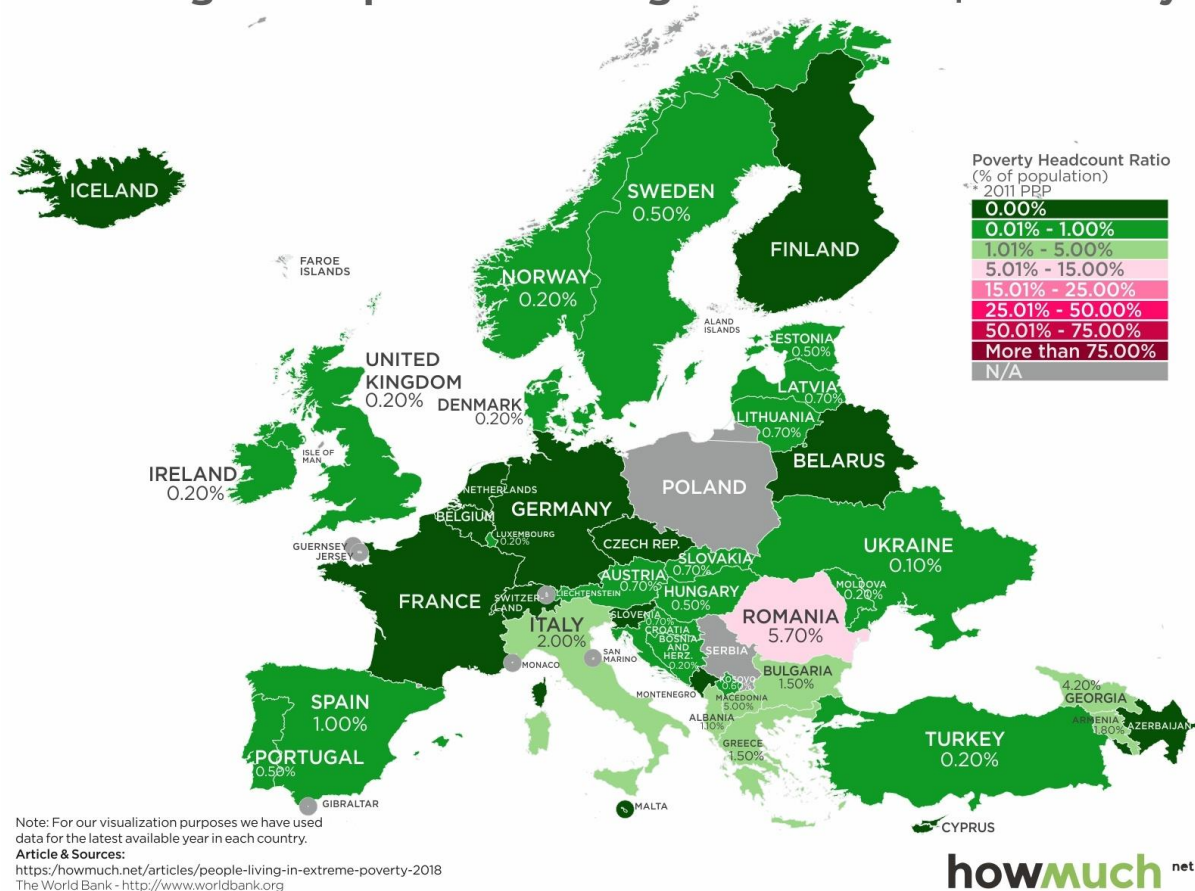 ICELAND
FAROE
ISLANDS
SWEDEN
0.50%
FINLAND
NORWAY
0.20%
ALAND
ISLANDS
Poverty Headcount Ratio
(% of population)
* 2011 PPP
0.00%
0.01% - 1.00%
1.01% - 5.00%
5.01% - 15.00%
15.01% - 25.00%
25.01% - 50.00%
50.01% - 75.00%
More than 75.00%
N/A
ESTONIA
0.50%
LATVIA
0.70%
LITHUANIA
0.70%
UNITED
KINGDOM
0.20%
DENMARK
0.20%
ISLE OF
MAN
IRELAND
0.20%
BELARUS
POLAND
NETHERLANDS
GERMANY
BELGIUM
LUXEMBOURG
0.20%
GUERNSEY
JERSEY
CZECH REP.
SLOVAKIA
0.70%
UKRAINE
0.10%
AUSTRIA
0.70%
HUNGARY
0.50%
MOLDOVA
0.20%
FRANCE
SWITZER-
LAND
LIECHTENSTEIN
SLOVENIA
ITALY
2.00%
0.70%
CROATIA
BOSNIA
AND
HERZ.
0.20%
ROMANIA
5.70%
SERBIA
SAN
MARINO
MONACO
BULGARIA
1.50%
MONTENEGRO
KOSOVO
0.60%
MACEDONIA
5.00%
ALBANIA
1.10%
GREECE
1.50%
SPAIN
1.00%
PORTUGAL
0.50%
GIBRALTAR
MALTA
4.20%
GEORGIA
ARMENIA
1.80%
AZERBAIJAN
TURKEY
0.20%
CYPRUS
Note: For our visualization purposes we have used
data for the latest available year in each country.
Article & Sources:
https:/howmuch.net/articles/people-living-in-extreme-poverty-2018
The World Bank - http://www.worldbank.org
howmuch net